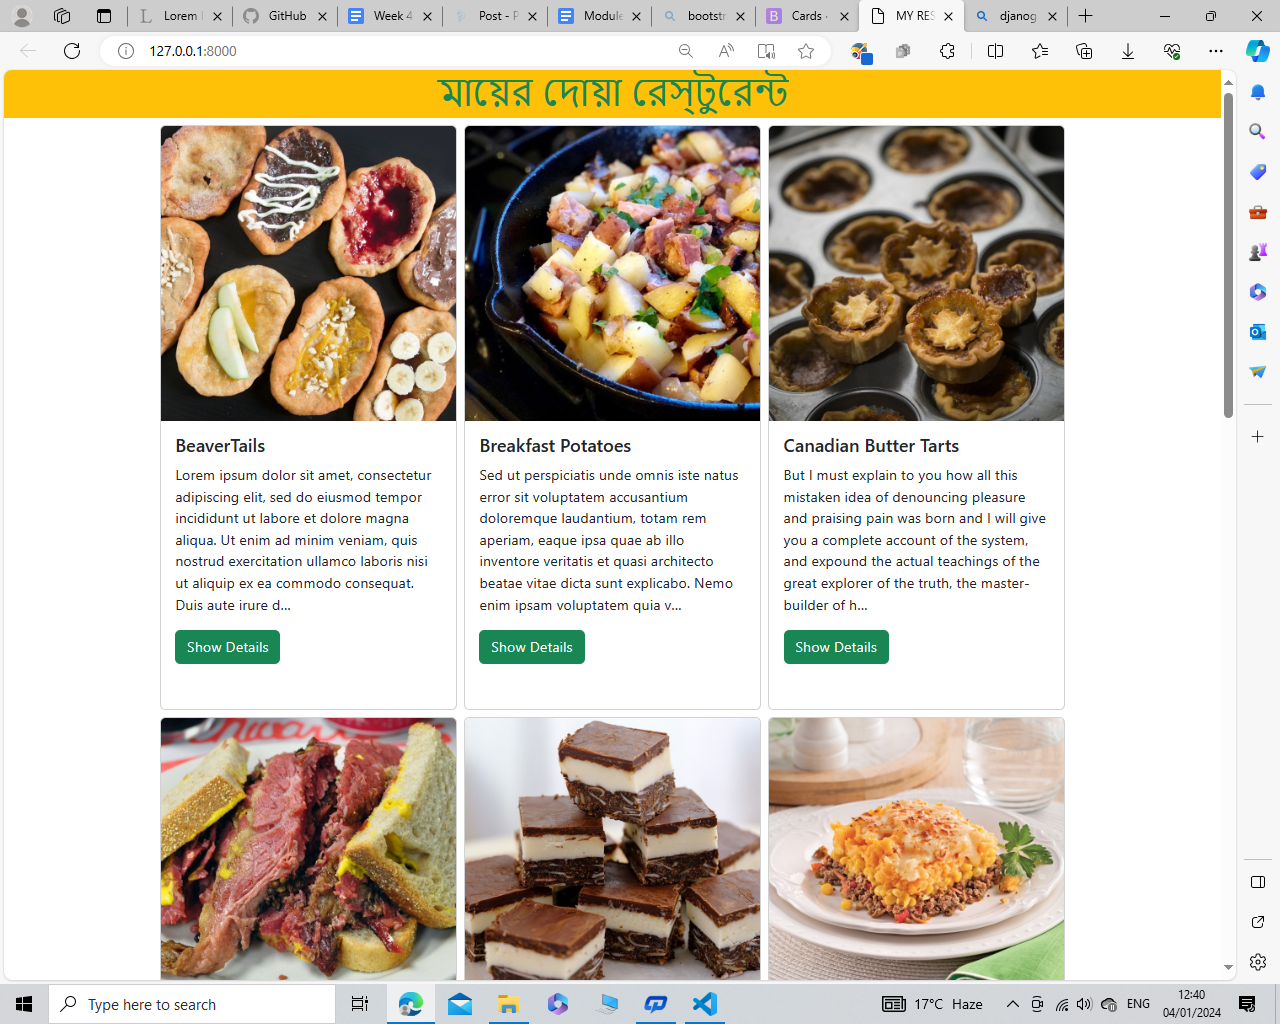 Lorem
GitHub
Week 4
Post - P
Module
bootstr
Cards
MY RES
djanog
127.0.0.1:8000
মায়ের দোয়া রেস্টুরেন্ট
BeaverTails
Lorem ipsum dolor sit amet, consectetur
adipiscing elit, sed do eiusmod tempor
incididunt ut labore et dolore magna
aliqua. Ut enim ad minim veniam, quis
nostrud exercitation ullamco laboris nisi
ut aliquip ex ea commodo consequat.
Duis aute irure d...
Show Details
Breakfast Potatoes
Sed ut perspiciatis unde omnis iste natus
error sit voluptatem accusantium
doloremque laudantium, totam rem
aperiam, eaque ipsa quae ab illo
inventore veritatis et quasi architecto
beatae vitae dicta sunt explicabo. Nemo
enim ipsam voluptatem quia v...
Show Details
Canadian Butter Tarts
But I must explain to you how all this
mistaken idea of denouncing pleasure
and praising pain was born and I will give
you a complete account of the system,
and expound the actual teachings of the
great explorer of the truth, the master-
builder of h...
Show Details
Type here to search
17°C Haze
ENG
12:40
04/01/2024